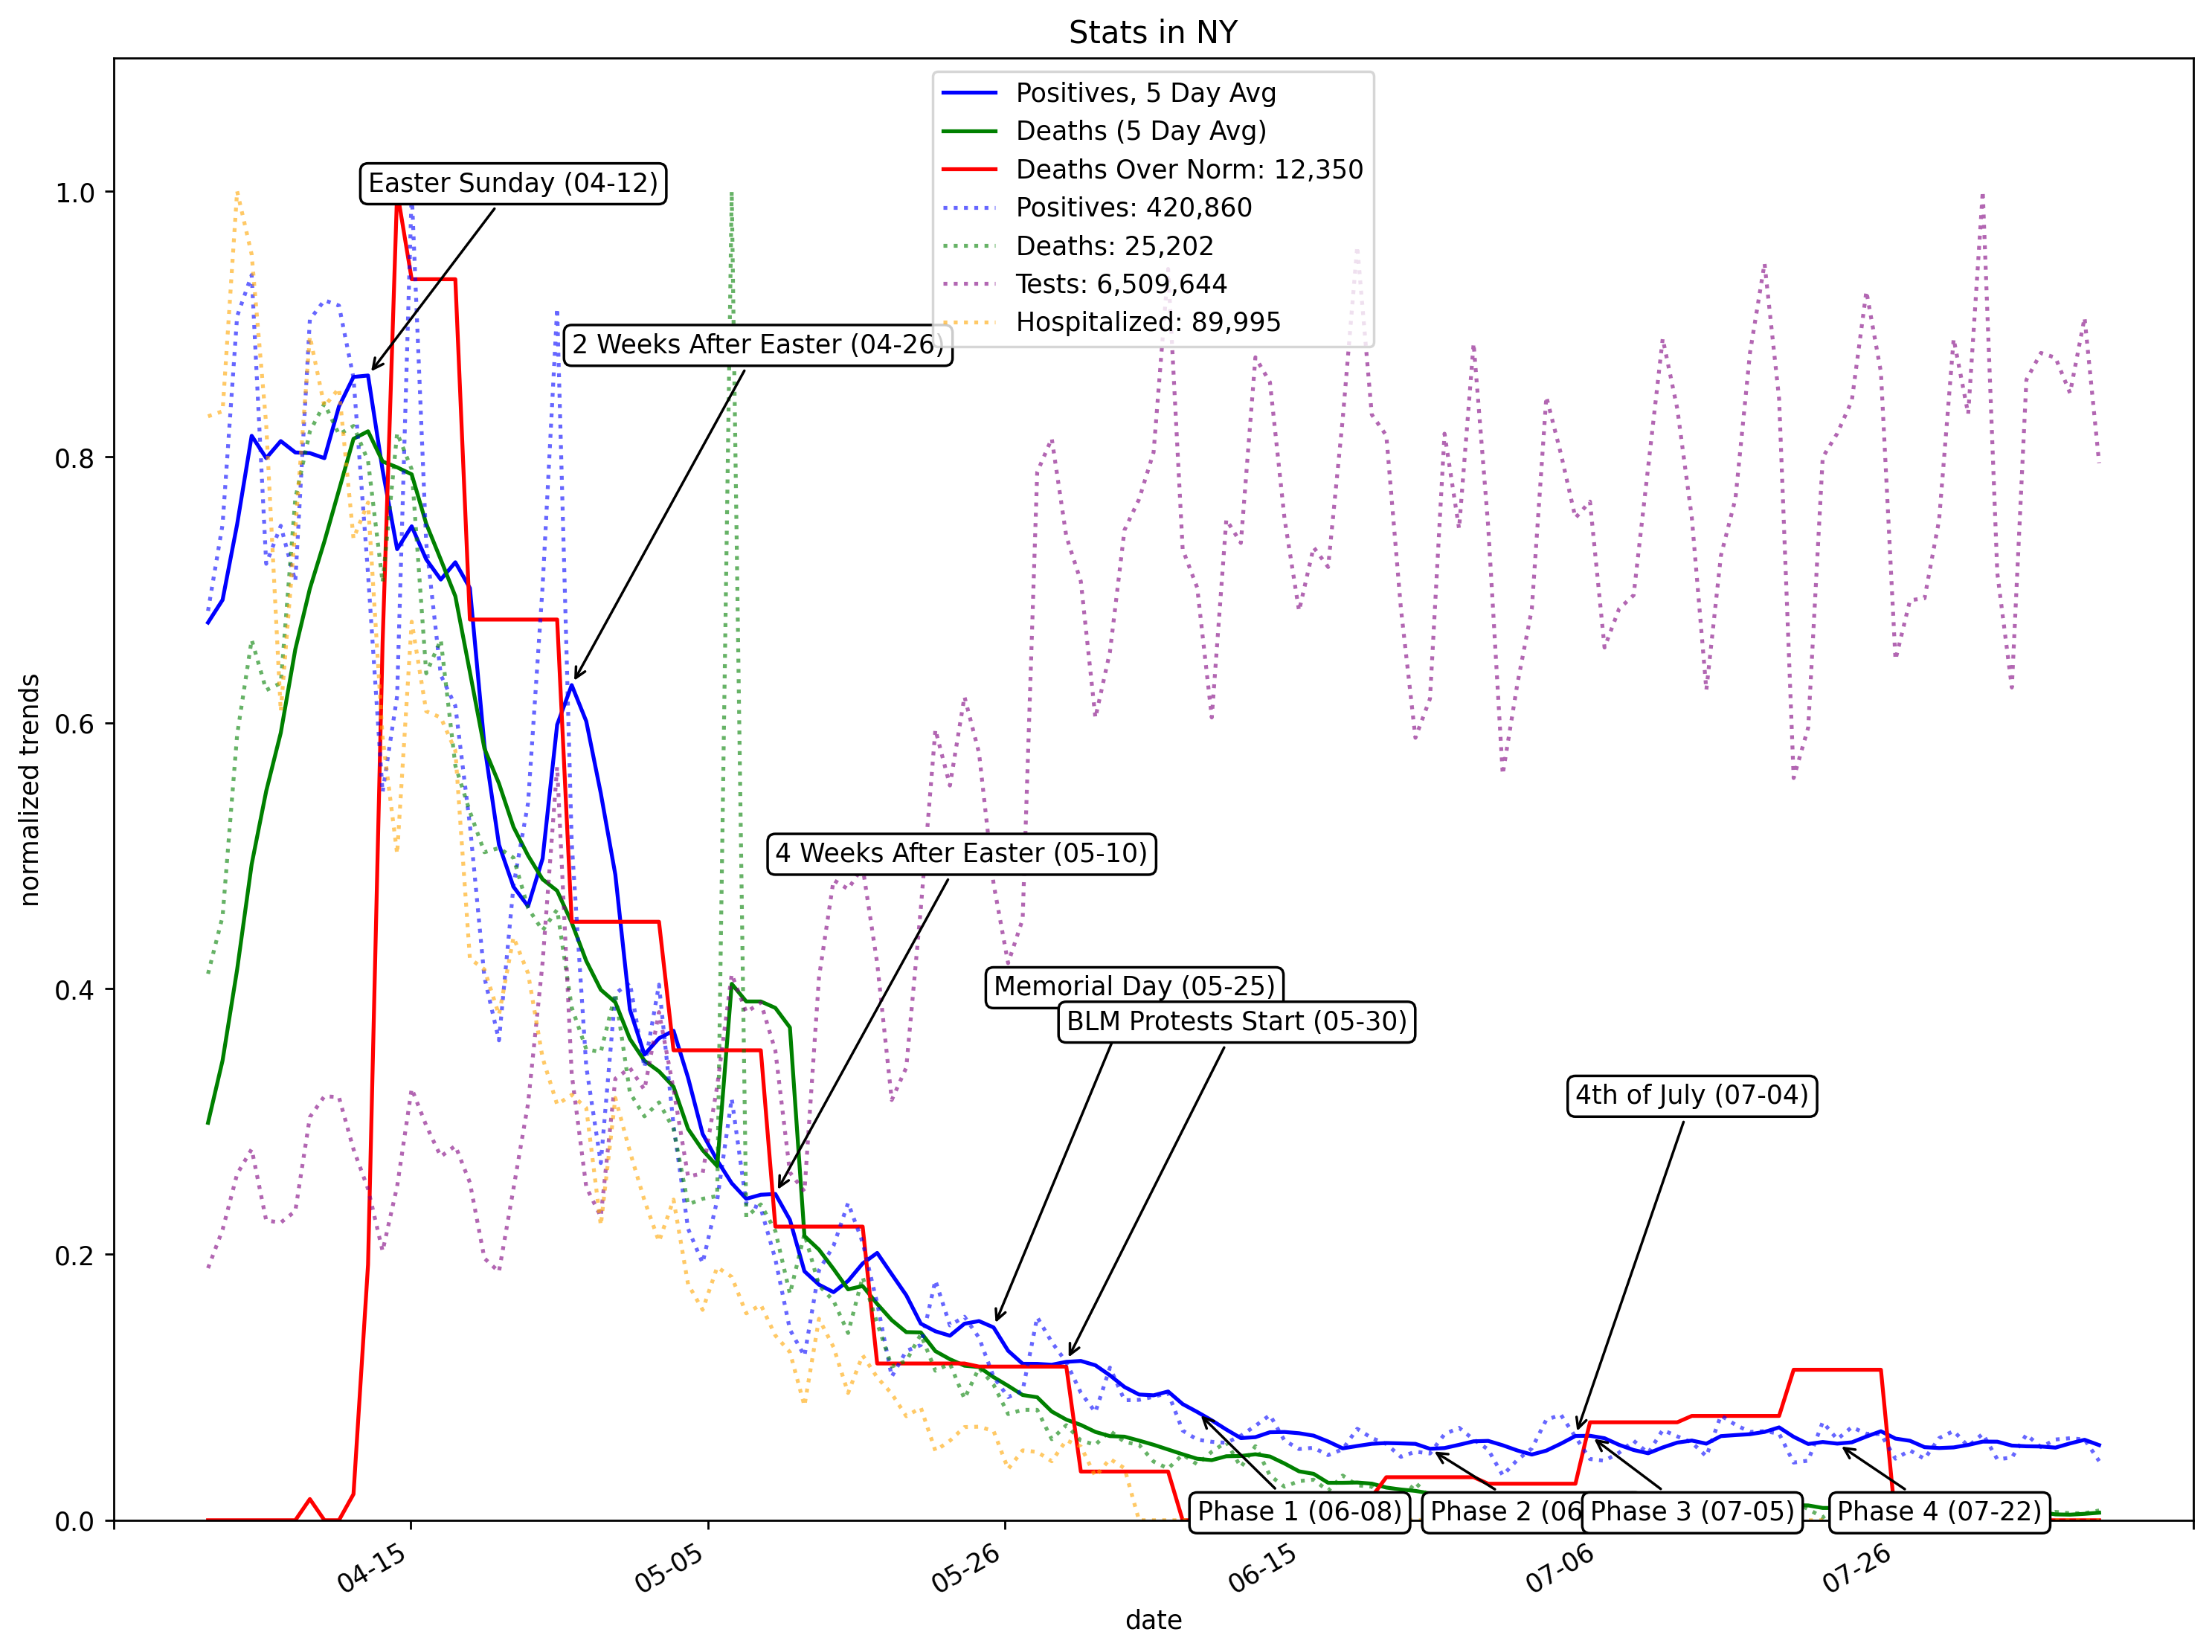 Stats in NY
Positives, 5 Day Avg
Deaths (5 Day Avg)
Deaths Over Norm: 12,350
Positives: 420,860
Deaths: 25,202
Tests: 6,509,644
Hospitalized: 89,995
Easter Sunday (04-12)
2 Weeks After Easter (04-26)
4 Weeks After Easter (05-10)
Memorial Day (05-25)
BLM Protests Start (05-30)
4th of July (07-04)
Phase 1 (06-08)
Phase 2 (06
Phase 3 (07-05)
Phase 4 (07-22)
normalized trends
1.0
0.8
0.6
0.4
0.2
0.0
04-15
05-05
05-26
06-15
07-06
07-26
date